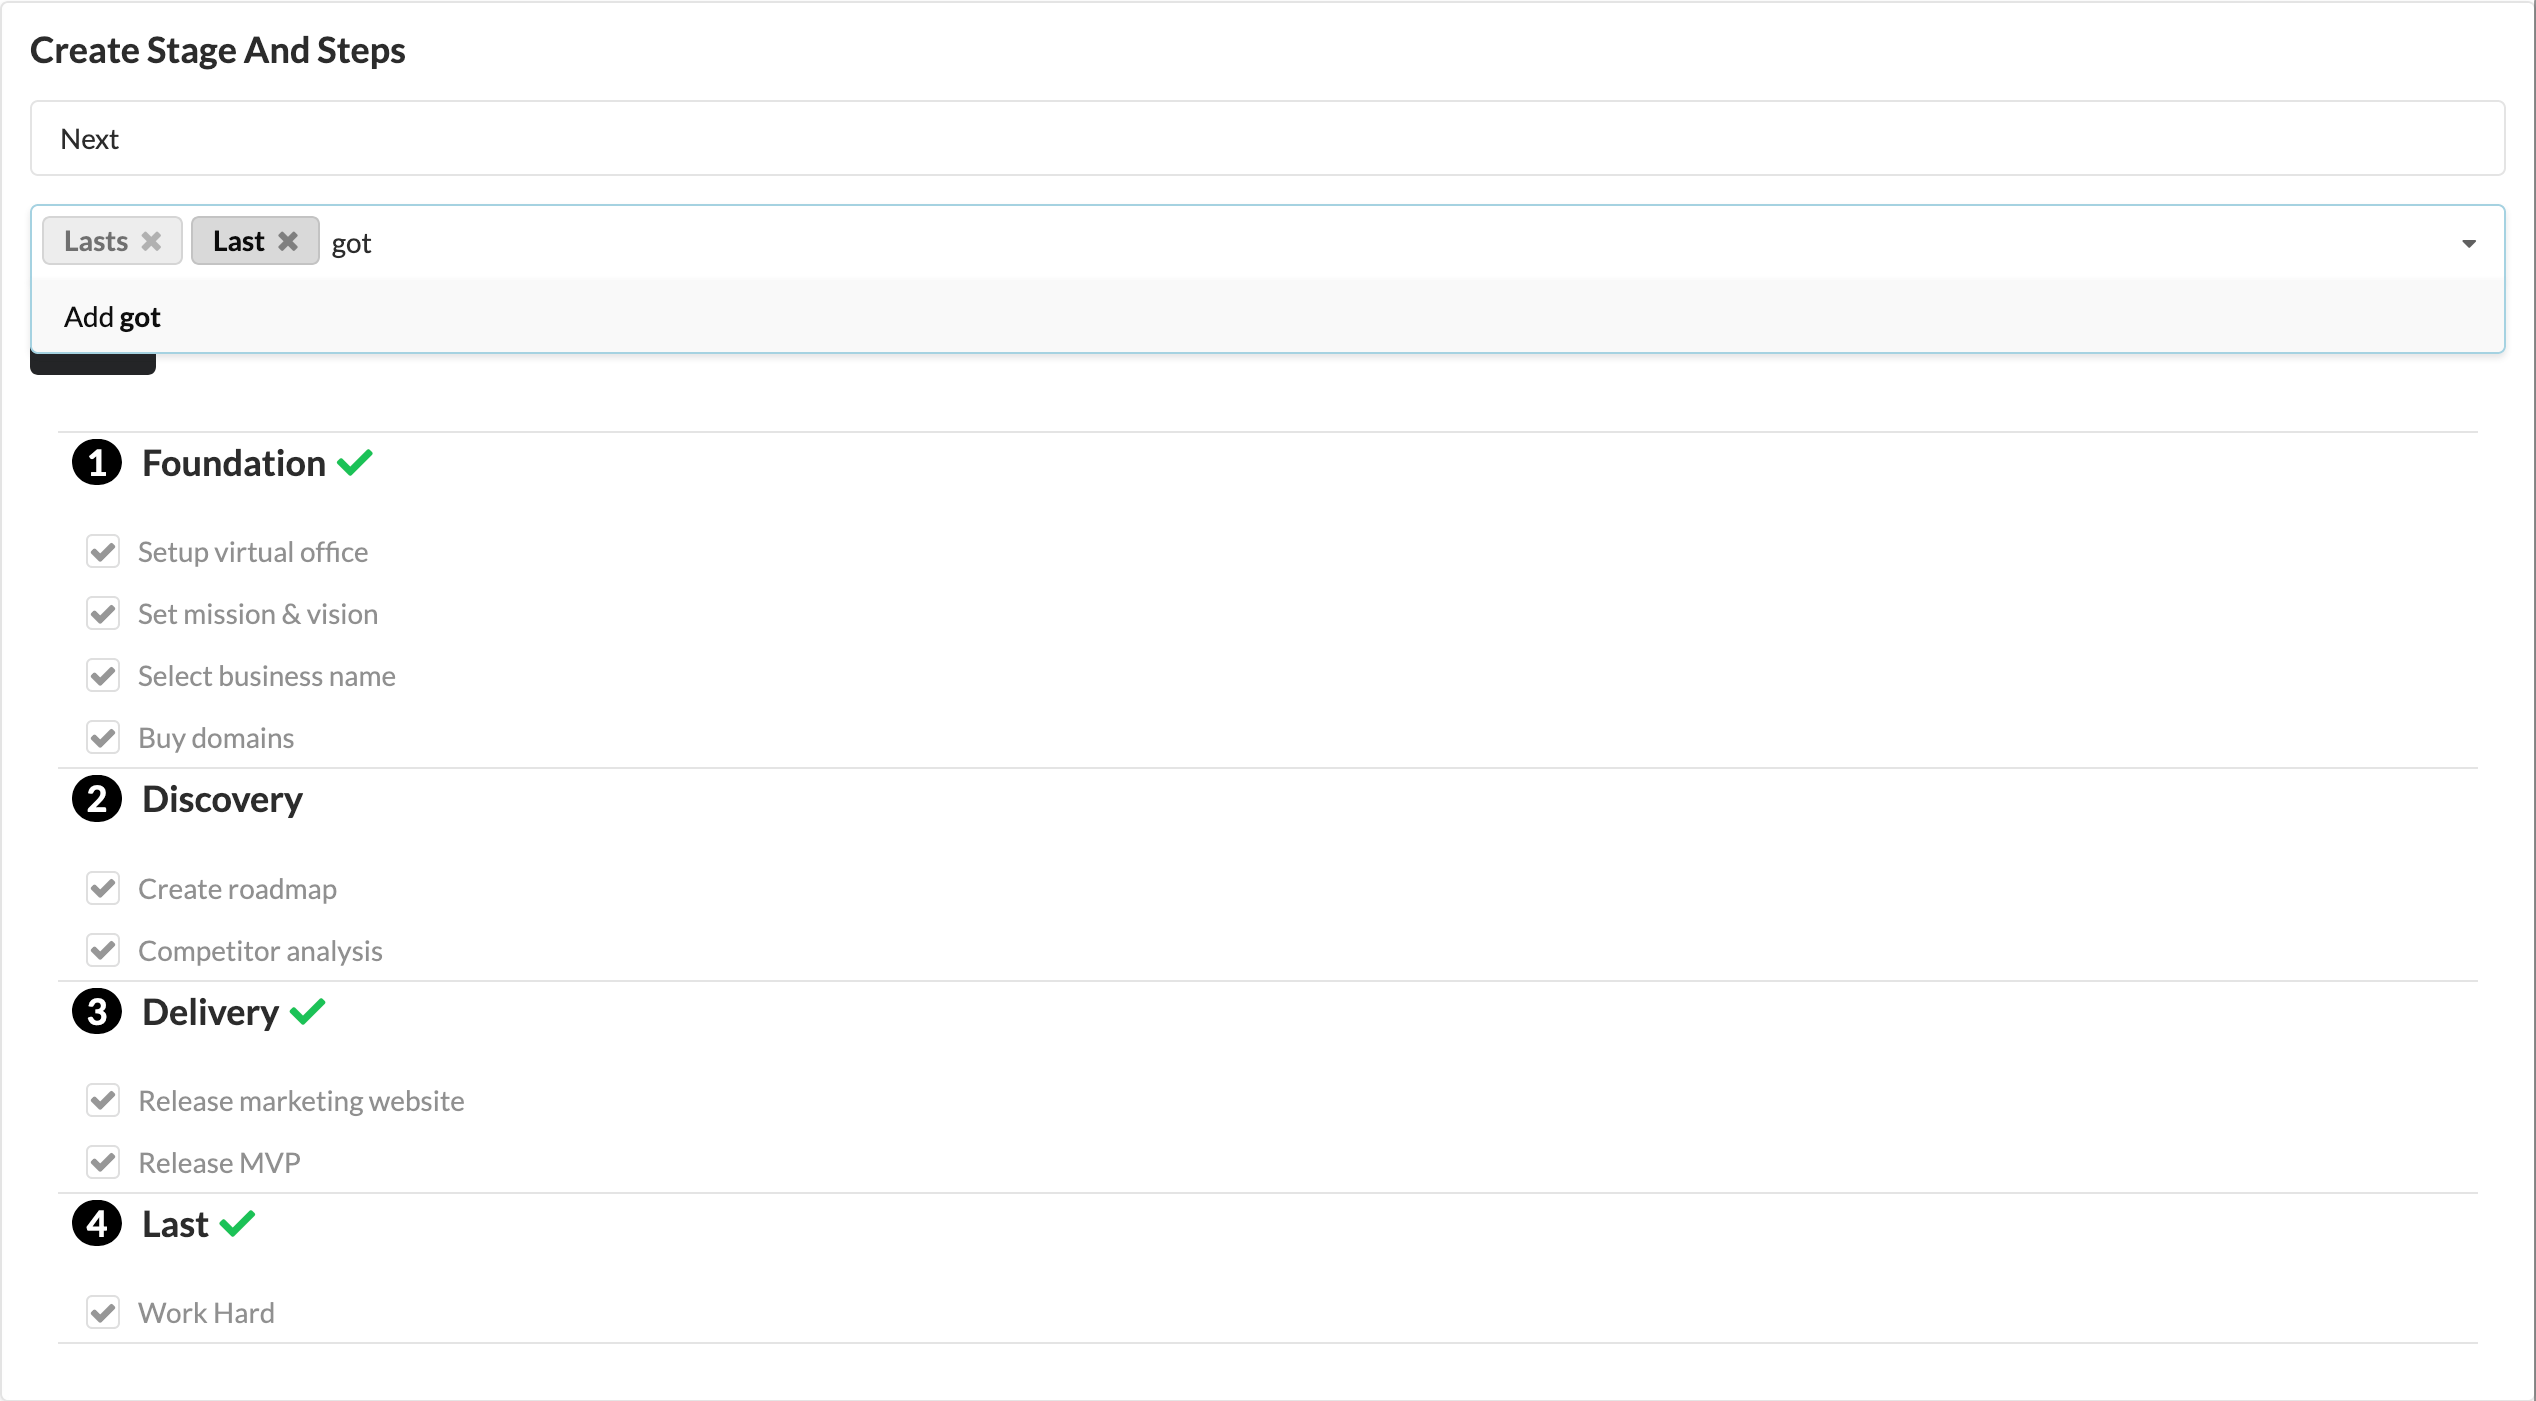 Create Stage And Steps
Next
Lasts Last got
Add got
1 Foundation
Setup virtual office
Set mission & vision
Select business name
Buy domains
2 Discovery
Create roadmap
Competitor analysis
3 Delivery
Release marketing website
Release MVP
4 Last
Work Hard